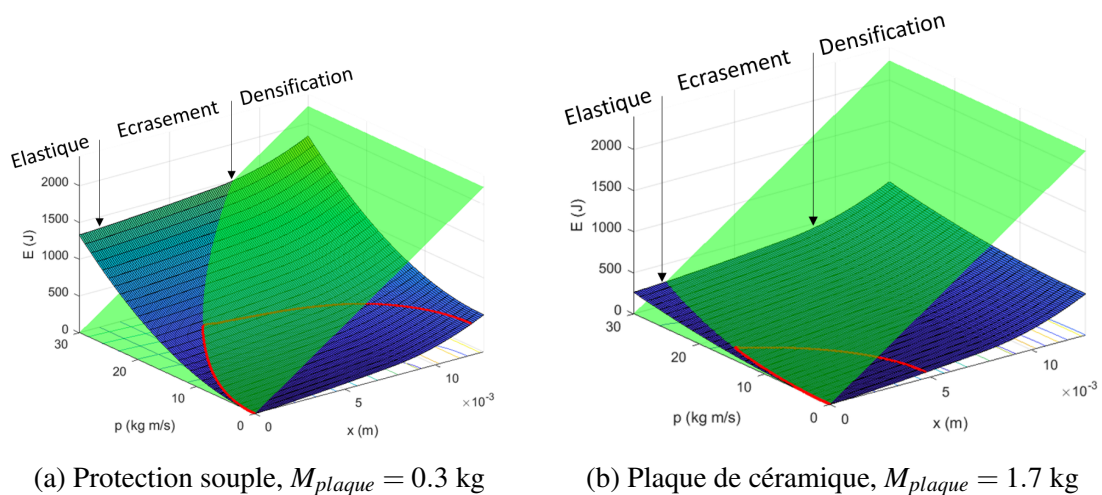 Elastique Ecrasement Densification
2000
1500
1000
500
0
E (J)
30
20
10
0
p (kg m/s)
0
5
10
×10⁻³
x (m)
(a) Protection souple, M_plaque = 0.3 kg
Elastique Ecrasement Densification
2000
1500
1000
500
0
E (J)
30
20
10
0
p (kg m/s)
0
5
10
×10⁻³
x (m)
(b) Plaque de céramique, M_plaque = 1.7 kg